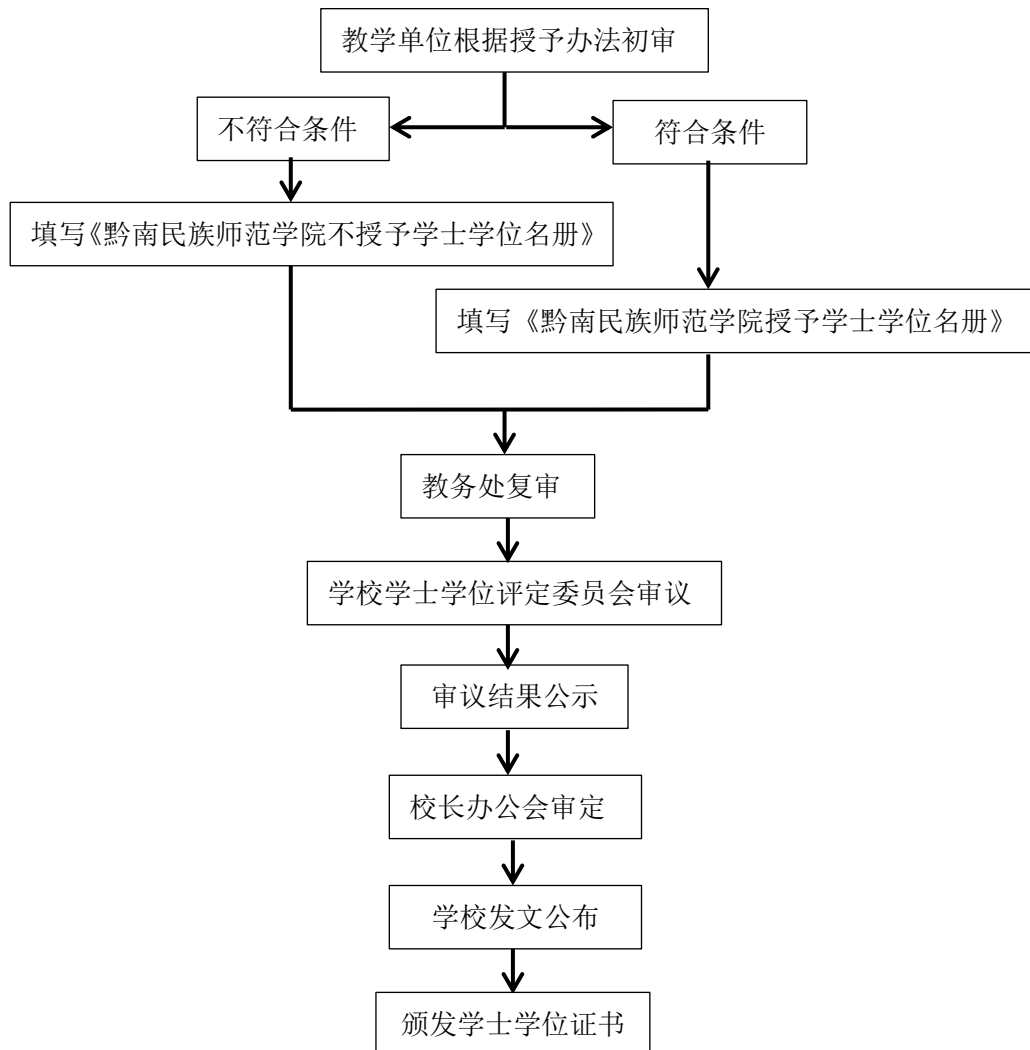 教学单位根据授予办法初审
不符合条件
符合条件
填写《黔南民族师范学院不授予学士学位名册》
填写《黔南民族师范学院授予学士学位名册》
教务处复审
学校学士学位评定委员会审议
审议结果公示
校长办公会审定
学校发文公布
颁发学士学位证书